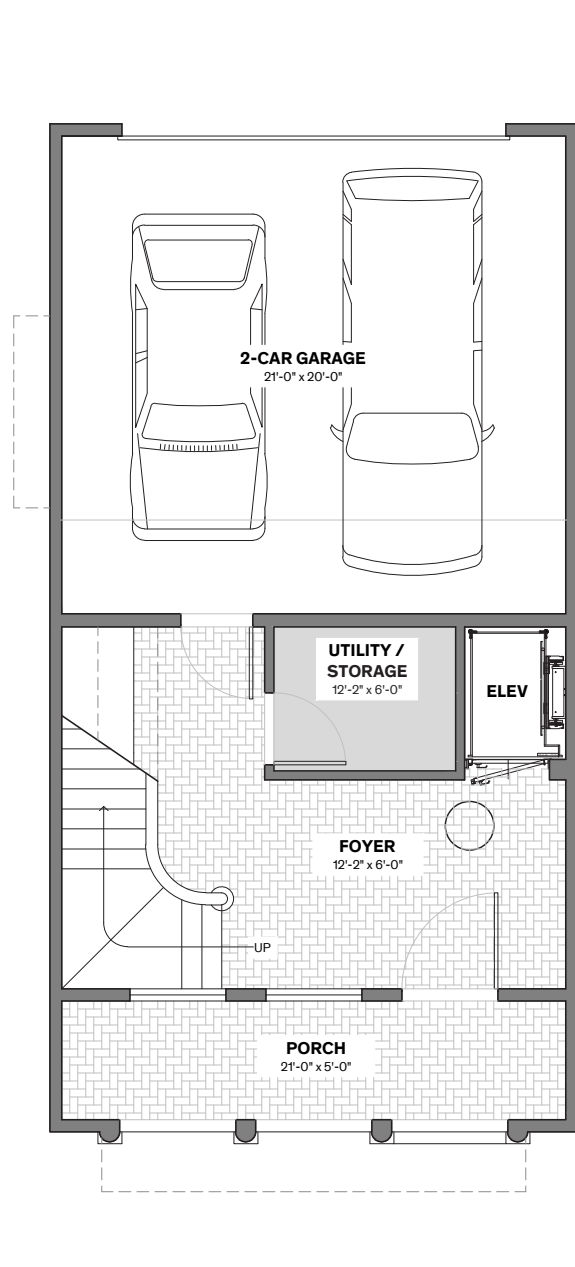 2-CAR GARAGE
21'-0" x 20'-0"
UTILITY /
STORAGE
12'-2" x 6'-0"
ELEV
FOYER
12'-2" x 6'-0"
UP
PORCH
21'-0" x 5'-0"